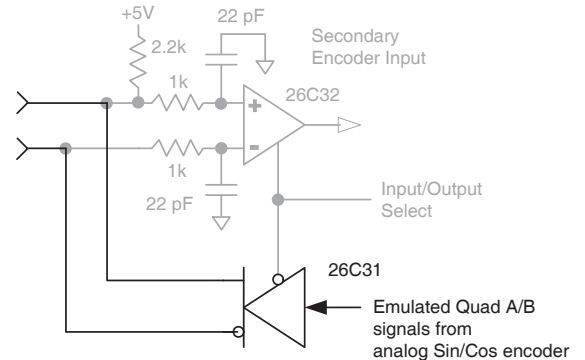 +5V
22 pF
2.2k
1k
Secondary
Encoder Input
26C32
+
-
1k
22 pF
Input/Output
Select
26C31
Emulated Quad A/B
signals from
analog Sin/Cos encoder